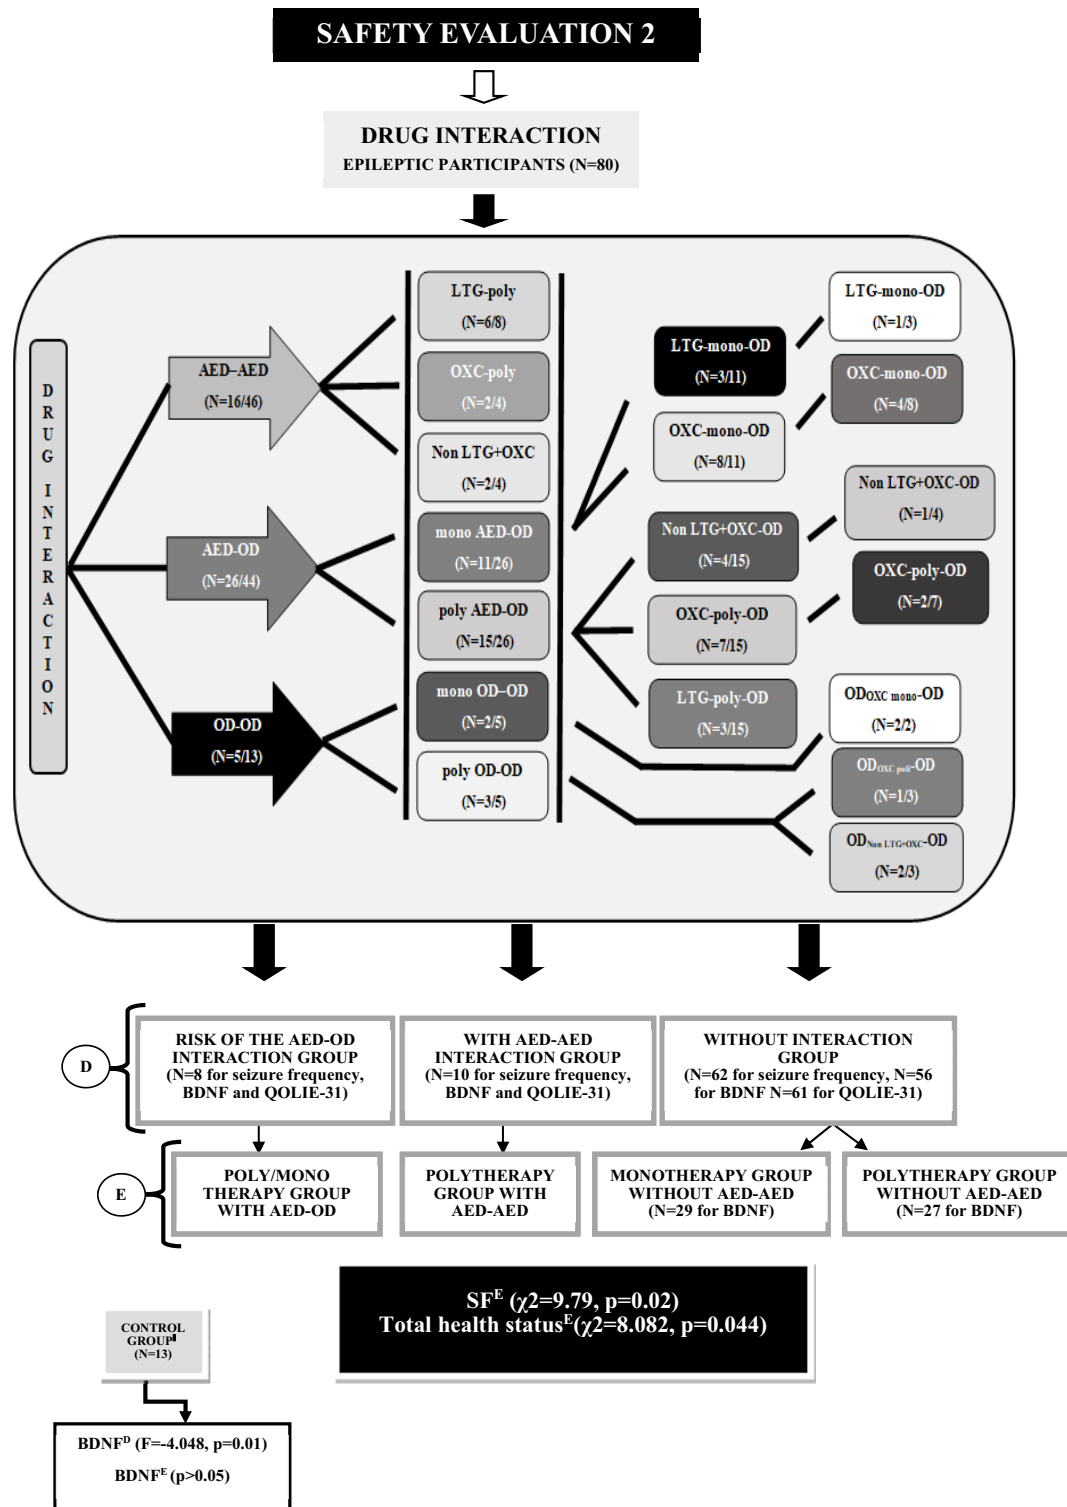 SAFETY EVALUATION 2
DRUG INTERACTION
EPILEPTIC PARTICIPANTS (N=80)
DRUG INTERACTION
AED–AED
(N=16/46)
AED-OD
(N=26/44)
OD-OD
(N=5/13)
LTG-poly
(N=6/8)
OXC-poly
(N=2/4)
Non LTG+OXC
(N=2/4)
mono AED-OD
(N=11/26)
poly AED-OD
(N=15/26)
mono OD–OD
(N=2/5)
poly OD-OD
(N=3/5)
LTG-mono-OD
(N=3/11)
OXC-mono-OD
(N=8/11)
Non LTG+OXC-OD
(N=4/15)
OXC-poly-OD
(N=7/15)
LTG-poly-OD
(N=3/15)
LTG-mono-OD
(N=1/3)
OXC-mono-OD
(N=4/8)
Non LTG+OXC-OD
(N=1/4)
OXC-poly-OD
(N=2/7)
ODOXC mono-OD
(N=2/2)
ODOXC poli-OD
(N=1/3)
ODNon LTG+OXC-OD
(N=2/3)
D
RISK OF THE AED-OD
INTERACTION GROUP
(N=8 for seizure frequency,
BDNF and QOLIE-31)
WITH AED-AED
INTERACTION GROUP
(N=10 for seizure frequency,
BDNF and QOLIE-31)
WITHOUT INTERACTION
GROUP
(N=62 for seizure frequency, N=56
for BDNF N=61 for QOLIE-31)
E
POLY/MONO
THERAPY GROUP
WITH AED-OD
POLYTHERAPY
GROUP WITH
AED-AED
MONOTHERAPY GROUP
WITHOUT AED-AED
(N=29 for BDNF)
POLYTHERAPY GROUP
WITHOUT AED-AED
(N=27 for BDNF)
SF^E (χ2=9.79, p=0.02)
Total health status^E(χ2=8.082, p=0.044)
CONTROL
GROUP
(N=13)
BDNF^D (F=-4.048, p=0.01)
BDNF^E (p>0.05)